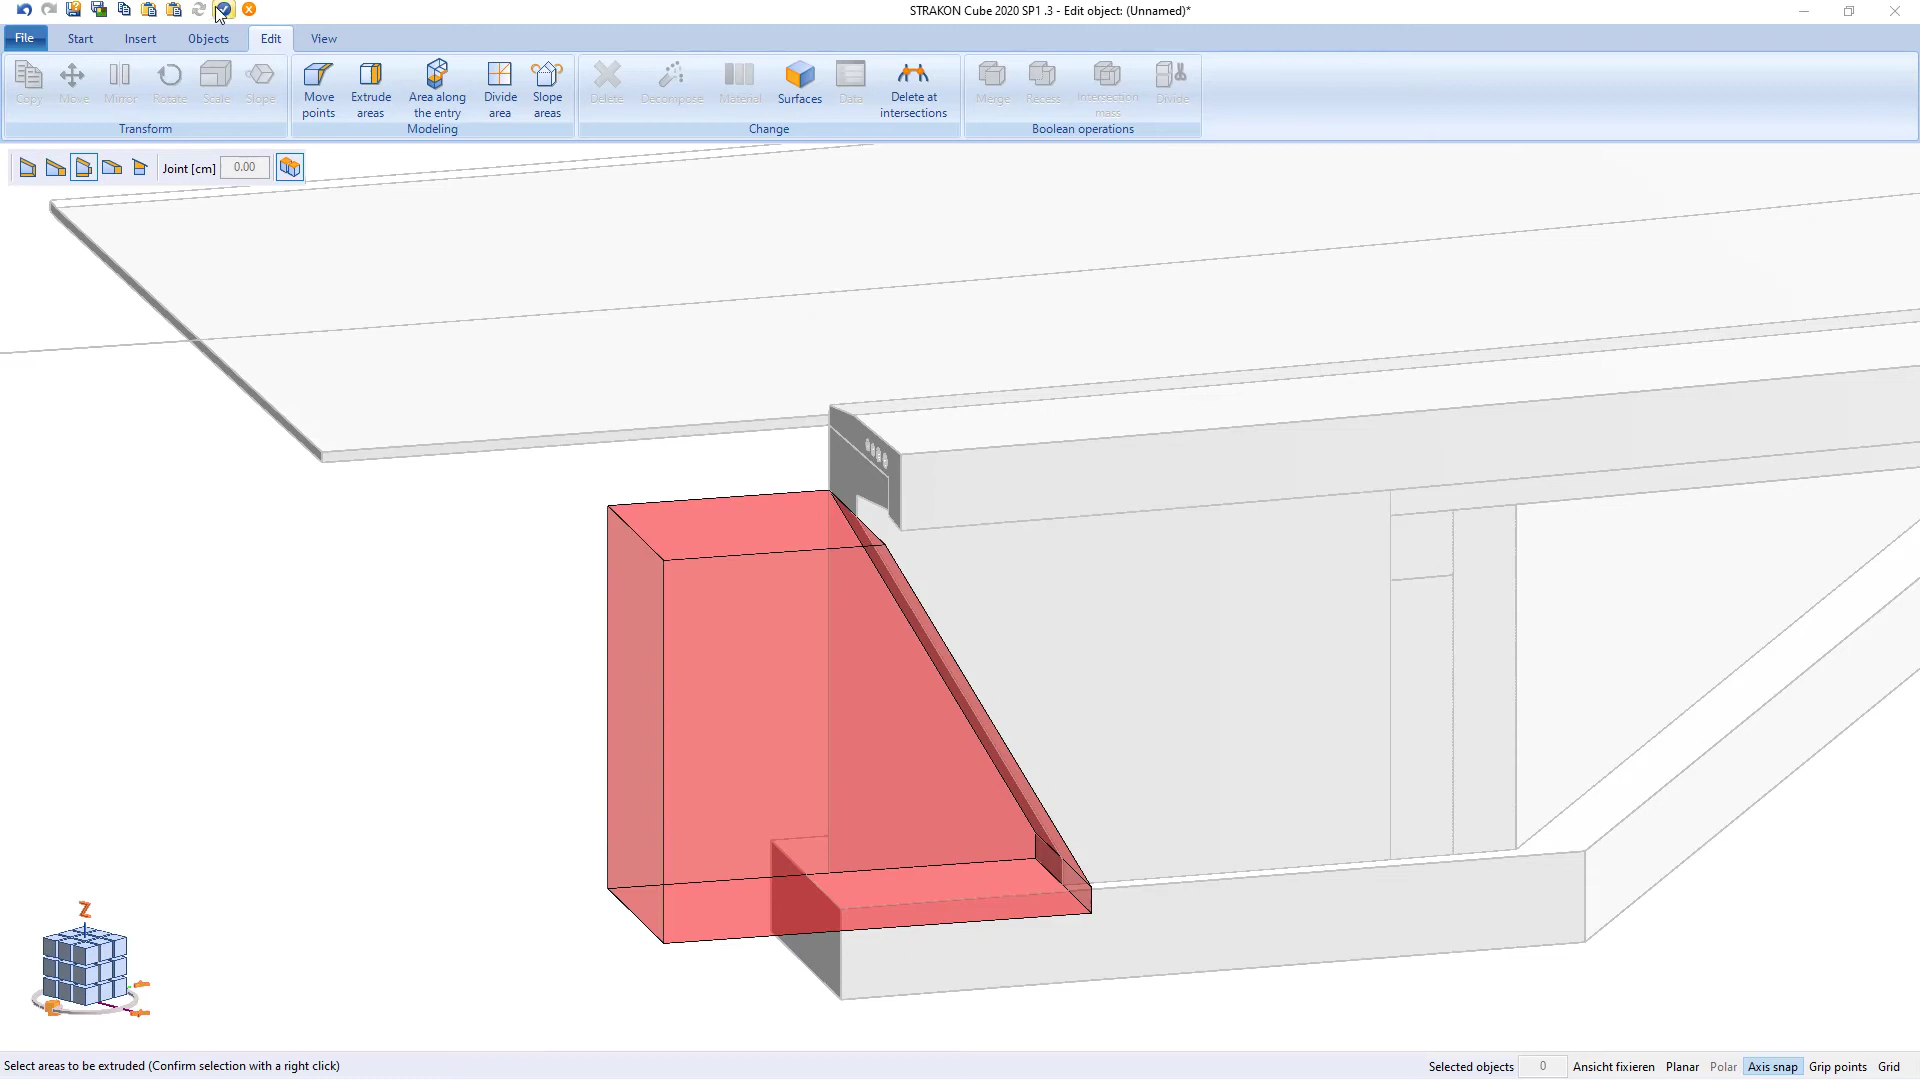 STRAKON Cube 2020 SP1 .3 - Edit object: (Unnamed)*
File Start Insert Objects Edit View
Copy Move Mirror Rotate Scale Slope
Move points
Extrude areas
Area along the entry
Divide area
Slope areas
Delete Decompose Material Surfaces Data
Delete at intersections
Merge Recess
Intersection mass
Divide
Transform Modeling Change Boolean operations
Joint [cm] 0.00
Z
Select areas to be extruded (Confirm selection with a right click)
Selected objects 0 Ansicht fixieren Planar Polar Axis snap Grip points Grid